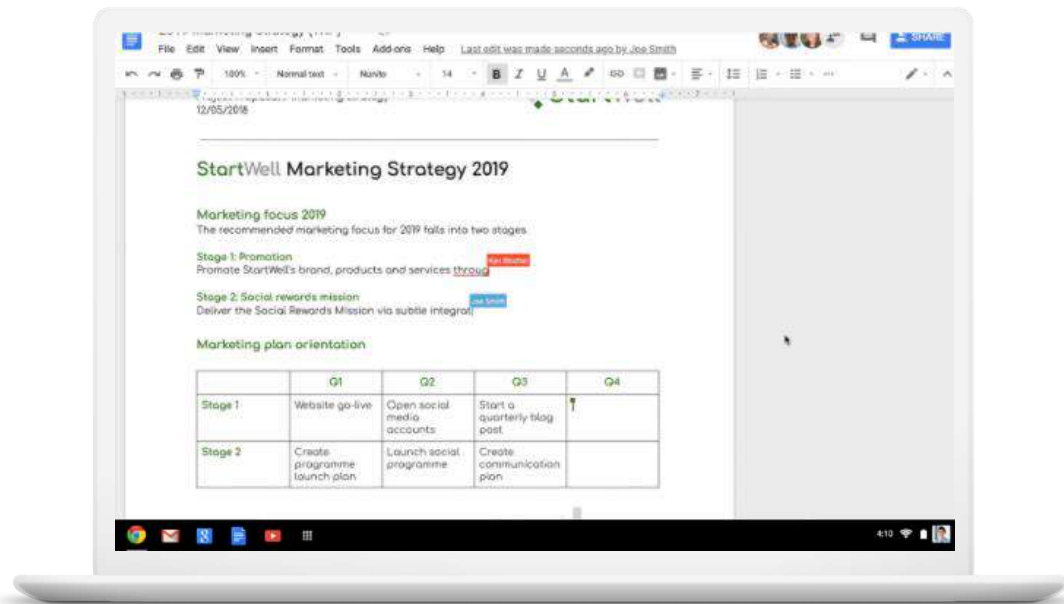 File Edit View Insert Format Tools Add-ons Help Last edit was made seconds ago by Joe Smith
SHARE
100% Normal text Nunito 14 B I U A
12/05/2018
StartWell
StartWell Marketing Strategy 2019
Marketing focus 2019
The recommended marketing focus for 2019 falls into two stages
Stage 1: Promotion
Promote StartWell's brand, products and services throug
Stage 2: Social rewards mission
Joe Smith
Deliver the Social Rewards Mission via subtle integrat
Marketing plan orientation
Q1 Q2 Q3 Q4
Stage 1 Website go-live Open social Start a
media quarterly blog
accounts post
Stage 2 Create Launch social Create
programme programme communication
launch plan plan
4:10